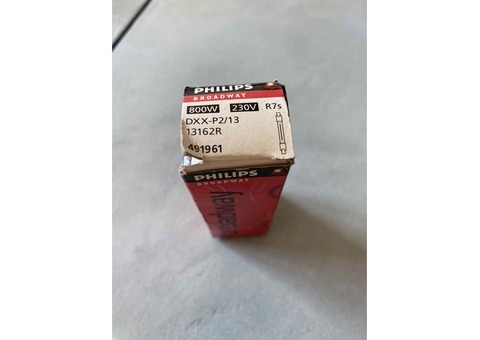 PHILIPS
BROADWAY
800W 230V R7s
DXX-P2/13
13162R
491961
PHILIPS
BROADWAY